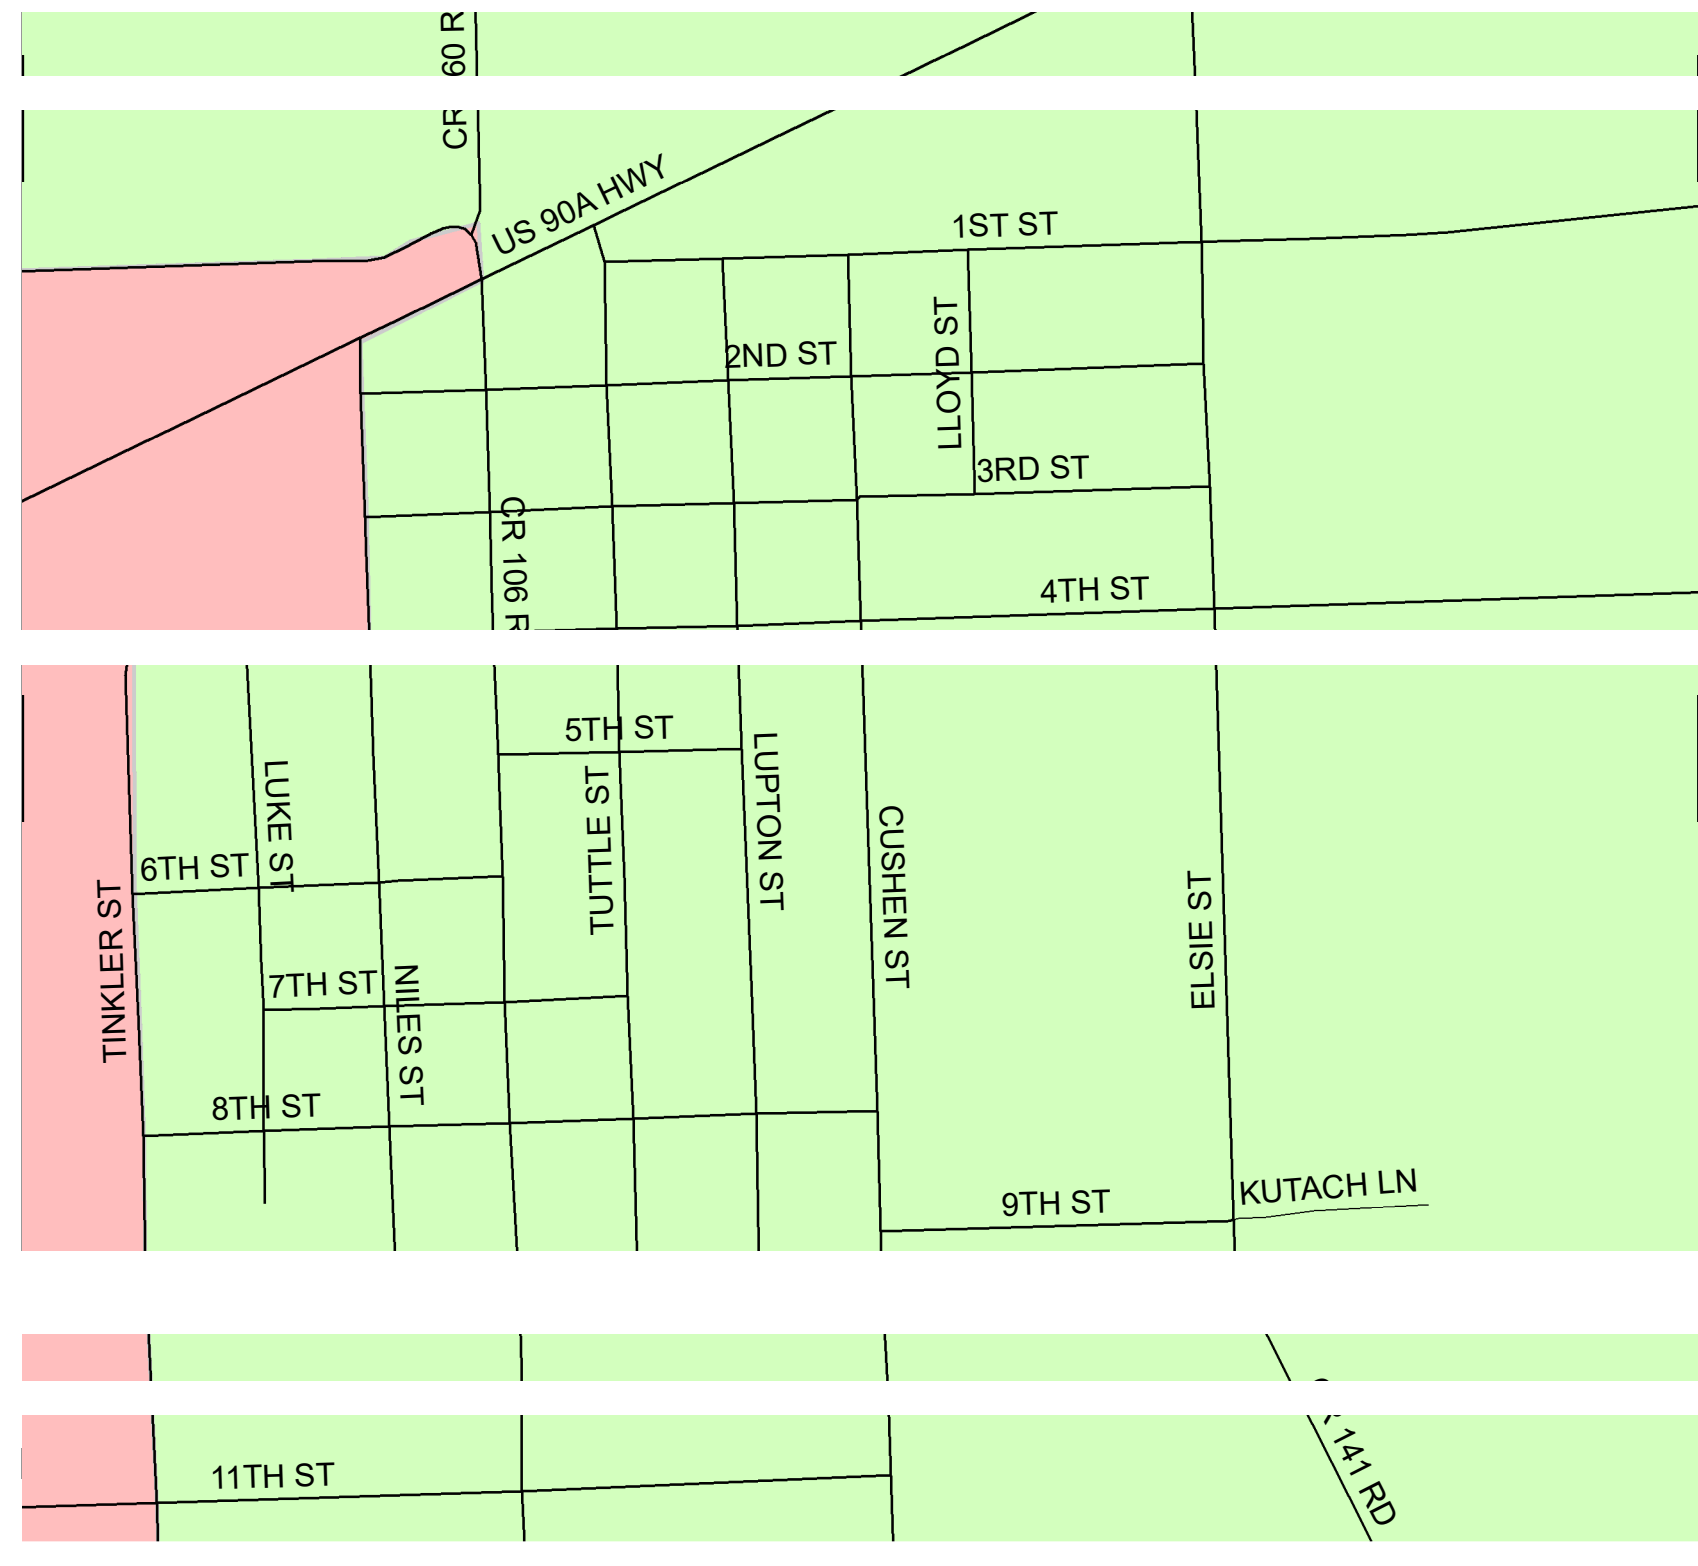 CR 60 R
US 90A HWY
1ST ST
LLOYD ST
2ND ST
3RD ST
CR 106 R
4TH ST
5TH ST
LUKE ST
TUTTLE ST
LUPTON ST
CUSHEN ST
6TH ST
TINKLER ST
ELSIE ST
7TH ST
NILES ST
8TH ST
KUTACH LN
9TH ST
11TH ST
141 RD